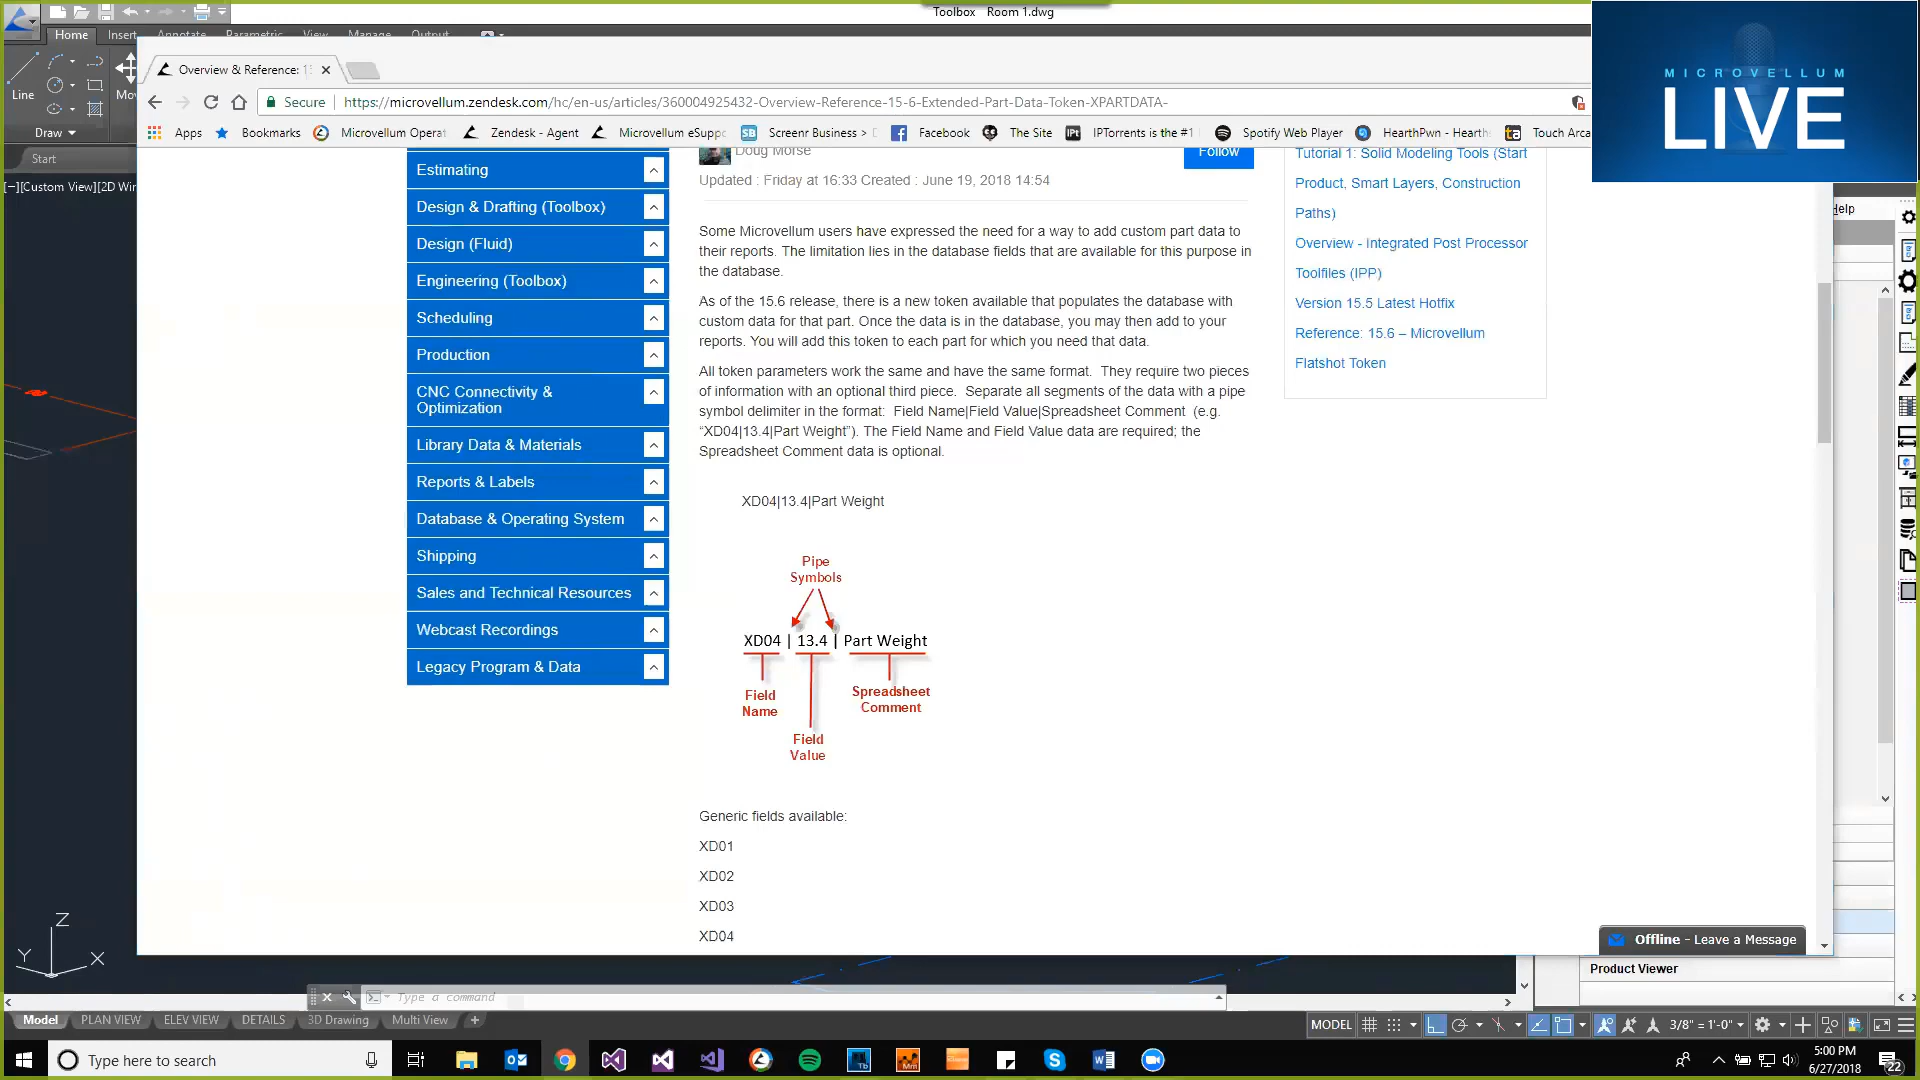 Toolbox Room 1.dwg
Home Insert Annotate Parametric View Manage Output
Line
Mov
Draw
Start
[−][Custom View][2D Wir
Overview & Reference: 1
Secure
https://microvellum.zendesk.com/hc/en-us/articles/360004925432-Overview-Reference-15-6-Extended-Part-Data-Token-XPARTDATA-
Apps Bookmarks Microvellum Operat Zendesk - Agent Microvellum eSuppo Screenr Business > D Facebook The Site IPTorrents is the #1 Spotify Web Player HearthPwn - Hearth Touch Arca
MICROVELLUM
LIVE
Help
Estimating
Design & Drafting (Toolbox)
Design (Fluid)
Engineering (Toolbox)
Scheduling
Production
CNC Connectivity &
Optimization
Library Data & Materials
Reports & Labels
Database & Operating System
Shipping
Sales and Technical Resources
Webcast Recordings
Legacy Program & Data
Doug Morse
Follow
Updated : Friday at 16:33 Created : June 19, 2018 14:54
Some Microvellum users have expressed the need for a way to add custom part data to
their reports. The limitation lies in the database fields that are available for this purpose in
the database.
As of the 15.6 release, there is a new token available that populates the database with
custom data for that part. Once the data is in the database, you may then add to your
reports. You will add this token to each part for which you need that data.
All token parameters work the same and have the same format. They require two pieces
of information with an optional third piece. Separate all segments of the data with a pipe
symbol delimiter in the format: Field Name|Field Value|Spreadsheet Comment (e.g.
“XD04|13.4|Part Weight”). The Field Name and Field Value data are required; the
Spreadsheet Comment data is optional.
XD04|13.4|Part Weight
Pipe
Symbols
XD04 | 13.4 | Part Weight
Field
Name
Field
Value
Spreadsheet
Comment
Generic fields available:
XD01
XD02
XD03
XD04
Tutorial 1: Solid Modeling Tools (Start
Product, Smart Layers, Construction
Paths)
Overview - Integrated Post Processor
Toolfiles (IPP)
Version 15.5 Latest Hotfix
Reference: 15.6 – Microvellum
Flatshot Token
Offline - Leave a Message
Product Viewer
Z
Y
X
Type a command
Model PLAN VIEW ELEV VIEW DETAILS 3D Drawing Multi View +
MODEL
3/8" = 1'-0"
Type here to search
5:00 PM
6/27/2018
22